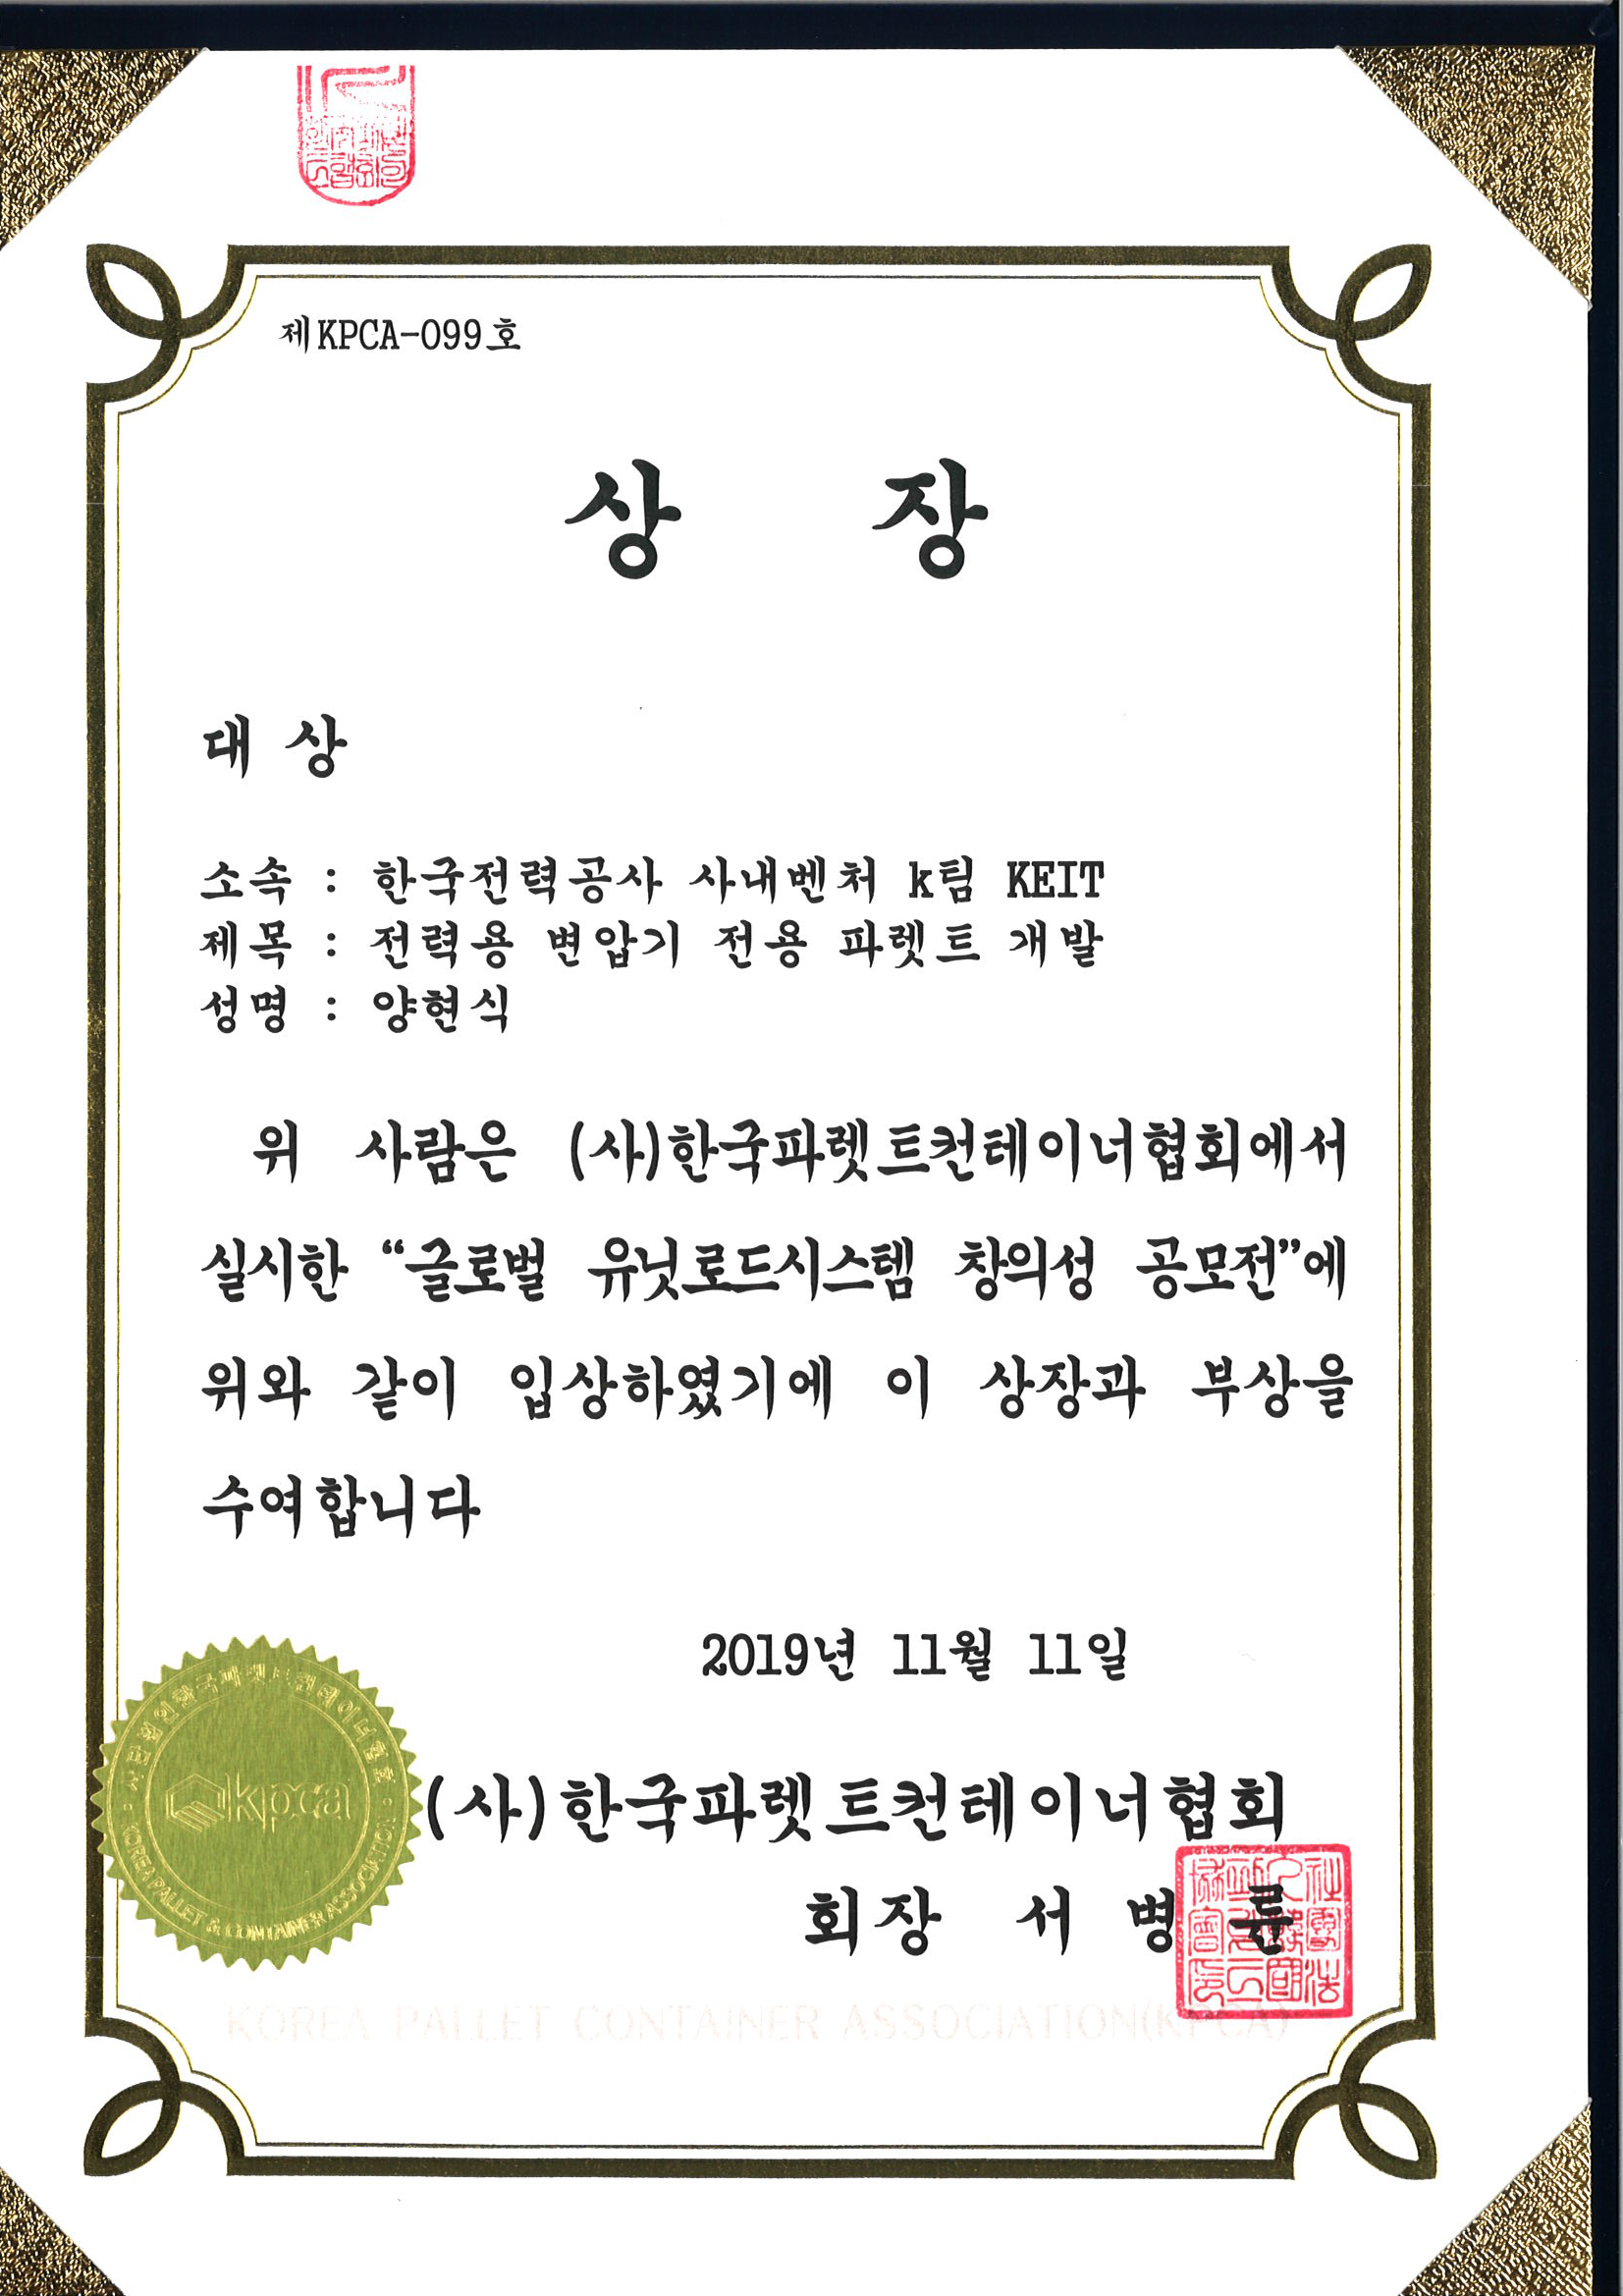 제KPCA-099호
상 장
대 상
소속 : 한국전력공사 사내벤처 k팀 KEIT
제목 : 전력용 변압기 전용 파렛트 개발
성명 : 양현식
위 사람은 (사)한국파렛트컨테이너협회에서
실시한 “글로벌 유닛로드시스템 창의성 공모전”에
위와 같이 입상하였기에 이 상장과 부상을
수여합니다
2019년 11월 11일
사단법인한국파렛트컨테이너협회
kpca
KOREA PALLET & CONTAINER ASSOCIATION
(사)한국파렛트컨테이너협회
회장 서 병 륜
KOREA PALLET CONTAINER ASSOCIATION(KPCA)